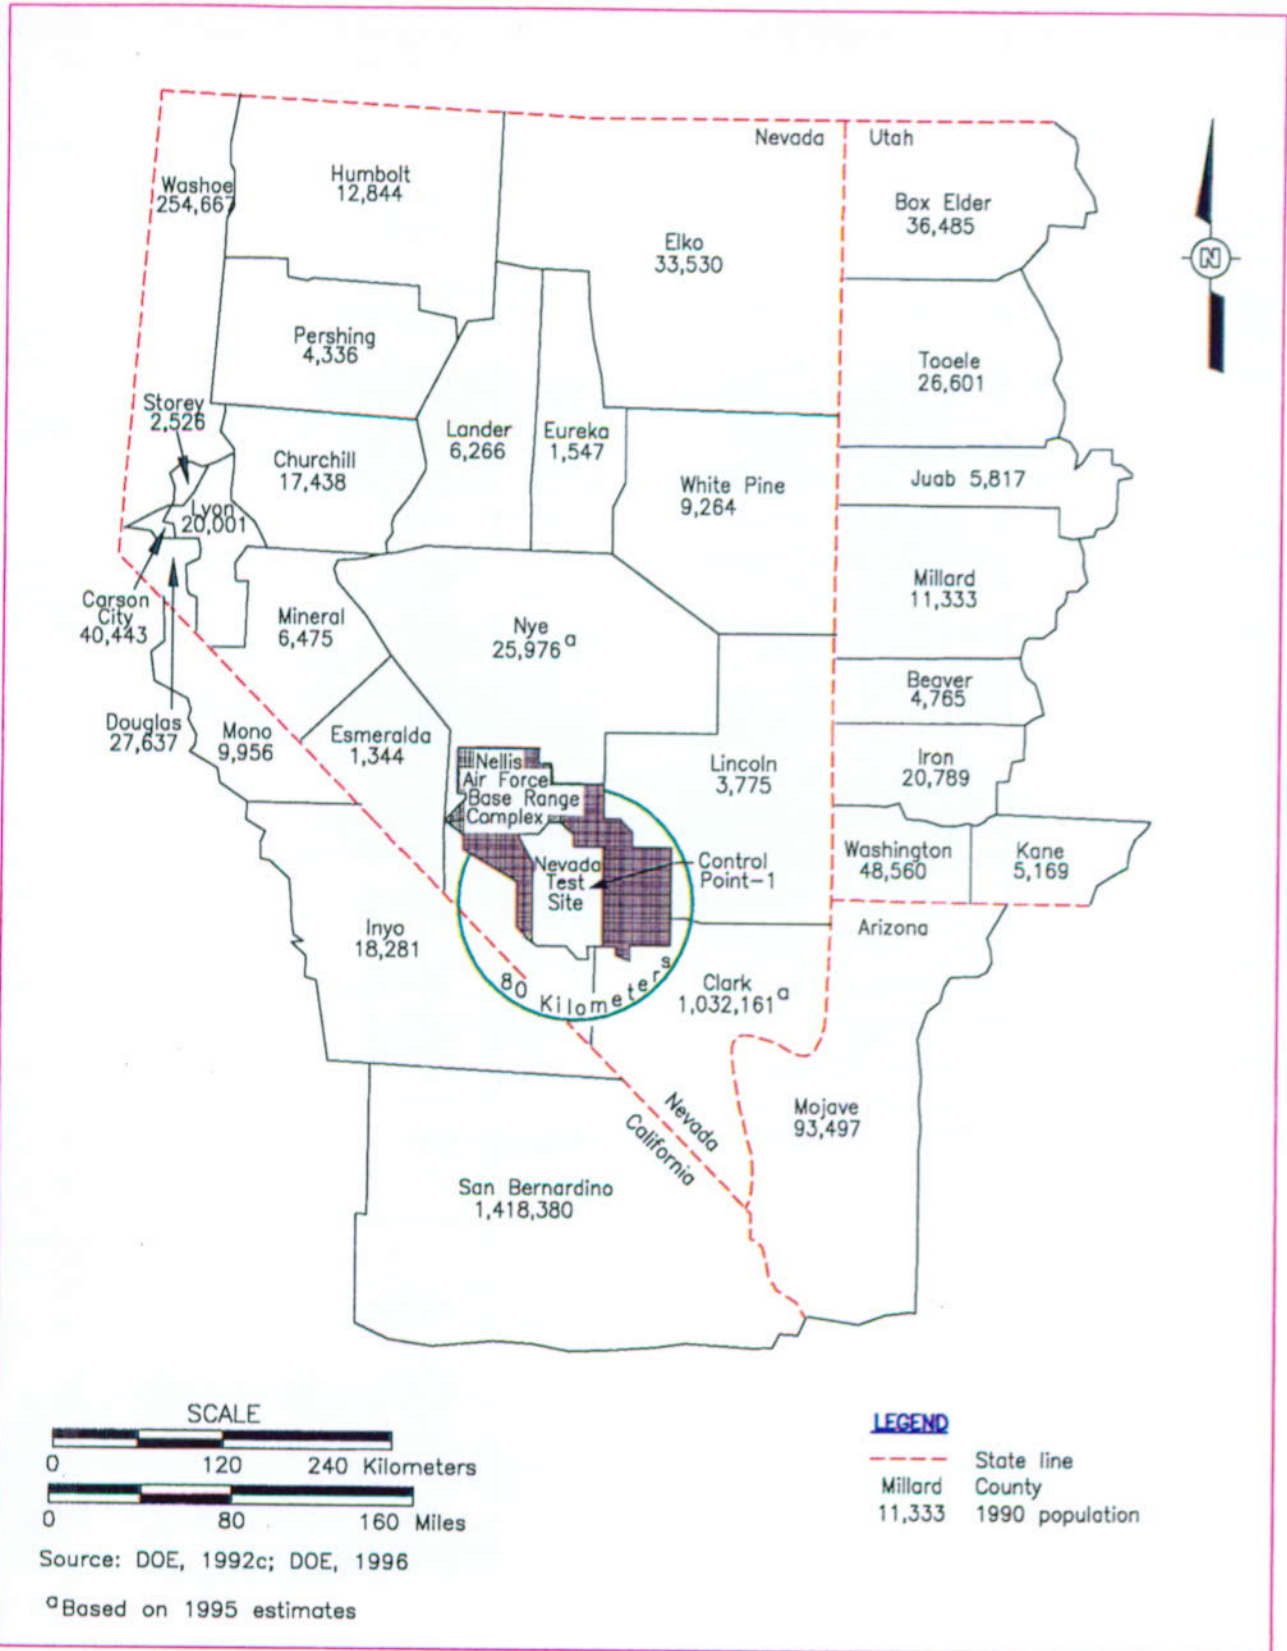 Nevada
Utah
Washoe
254,667
Humbolt
12,844
Elko
33,530
Box Elder
36,485
N
Pershing
4,336
Tooele
26,601
Storey
2,526
Lander
6,266
Eureka
1,547
Churchill
17,438
White Pine
9,264
Juab 5,817
Lyon
20,001
Millard
11,333
Carson
City
40,443
Mineral
6,475
Nye
25,976a
Beaver
4,765
Douglas
27,637
Mono
9,956
Esmeralda
1,344
Lincoln
3,775
Iron
20,789
Nellis
Air Force
Base Range
Complex
Nevada
Test
Site
Control
Point-1
Washington
48,560
Kane
5,169
Inyo
18,281
Arizona
80 Kilometers
Clark
1,032,161a
Nevada
California
Mojave
93,497
San Bernardino
1,418,380
SCALE
0 120 240 Kilometers
0 80 160 Miles
Source: DOE, 1992c; DOE, 1996
aBased on 1995 estimates
LEGEND
State line
Millard County
11,333 1990 population